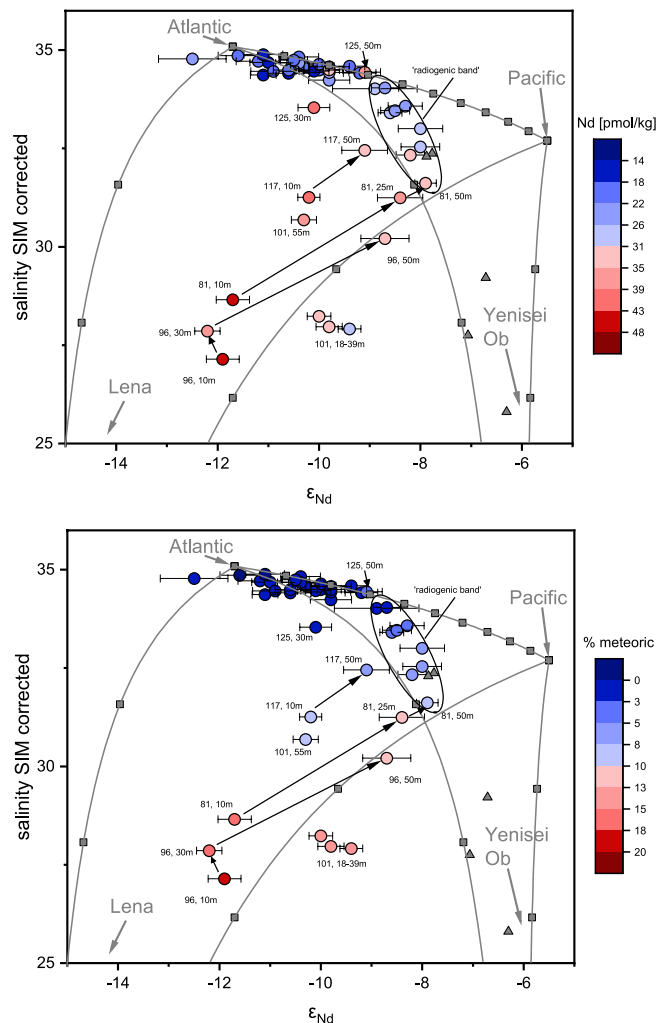 Atlantic
35
125, 50m
'radiogenic band'
Pacific
Nd [pmol/kg]
14
18
22
26
31
35
39
43
48
125, 30m
117, 50m
117, 10m
81, 25m
81, 50m
101, 55m
96, 50m
30
81, 10m
96, 30m
101, 18-39m
96, 10m
Yenisei
Ob
Lena
25
-14
-12
-10
-8
-6
εNd
salinity SIM corrected
Atlantic
35
125, 50m
'radiogenic band'
Pacific
% meteoric
0
3
5
8
10
13
15
17
20
125, 30m
117, 50m
117, 10m
81, 25m
81, 50m
101, 55m
96, 50m
30
81, 10m
96, 30m
101, 18-39m
96, 10m
Yenisei
Ob
Lena
25
-14
-12
-10
-8
-6
εNd
salinity SIM corrected